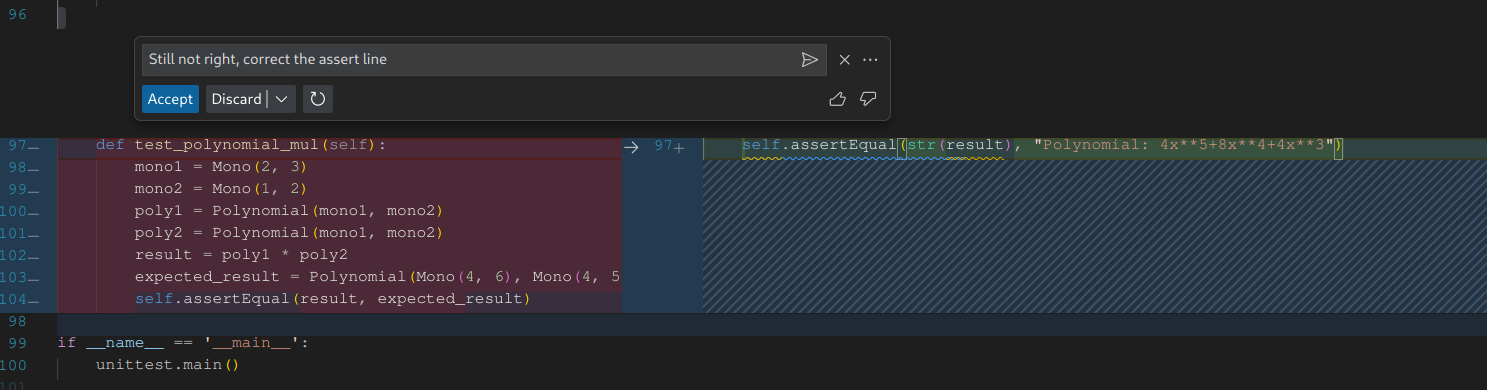 96
Still not right, correct the assert line
Accept Discard
97 def test_polynomial_mul(self): 97+ self.assertEqual(str(result), "Polynomial: 4x**5+8x**4+4x**3")
98 mono1 = Mono(2, 3)
99 mono2 = Mono(1, 2)
100 poly1 = Polynomial(mono1, mono2)
101 poly2 = Polynomial(mono1, mono2)
102 result = poly1 * poly2
103 expected_result = Polynomial(Mono(4, 6), Mono(4, 5
104 self.assertEqual(result, expected_result)
98
99 if __name__ == '__main__':
100 unittest.main()
101